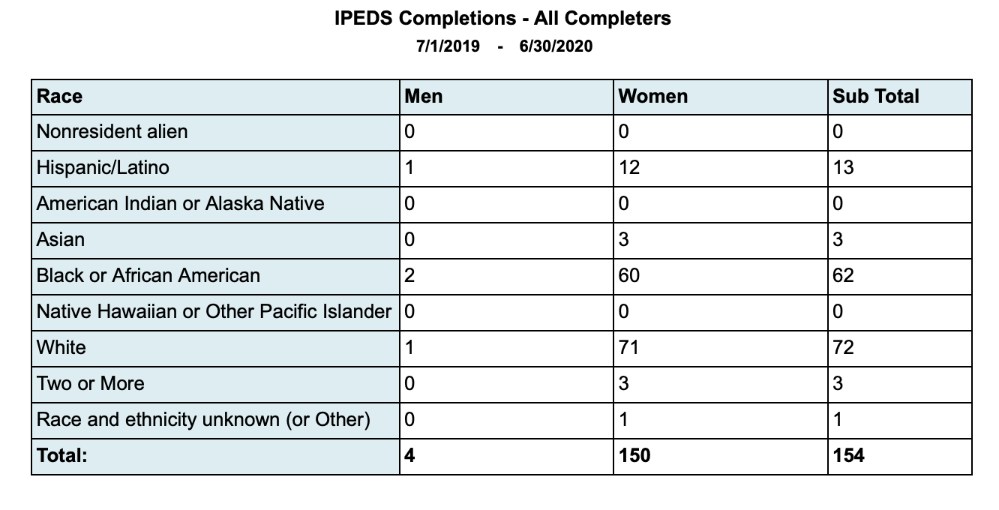 IPEDS Completions - All Completers
7/1/2019 - 6/30/2020
Race Men Women Sub Total
Nonresident alien 0 0 0
Hispanic/Latino 1 12 13
American Indian or Alaska Native 0 0 0
Asian 0 3 3
Black or African American 2 60 62
Native Hawaiian or Other Pacific Islander 0 0 0
White 1 71 72
Two or More 0 3 3
Race and ethnicity unknown (or Other) 0 1 1
Total: 4 150 154